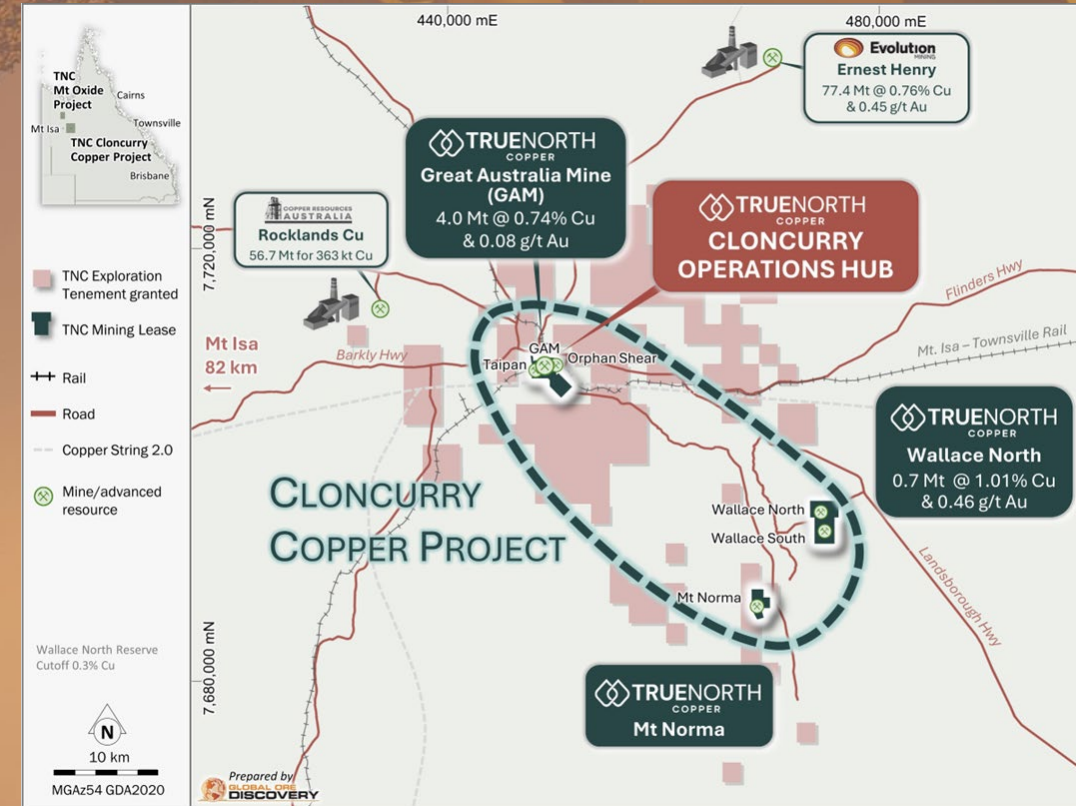 440,000 mE
480,000 mE
7,720,000 mN
7,680,000 mN
TNC
Mt Oxide
Project
Cairns
Townsville
Mt Isa
TNC Cloncurry
Copper Project
Brisbane
TNC Exploration
Tenement granted
TNC Mining Lease
Rail
Road
Copper String 2.0
Mine/advanced
resource
Wallace North Reserve
Cutoff 0.3% Cu
N
10 km
MGAz54 GDA2020
Evolution
MINING
Ernest Henry
77.4 Mt @ 0.76% Cu
& 0.45 g/t Au
TRUENORTH
COPPER
Great Australia Mine
(GAM)
4.0 Mt @ 0.74% Cu
& 0.08 g/t Au
COPPER RESOURCES
AUSTRALIA
Rocklands Cu
56.7 Mt for 363 kt Cu
TRUENORTH
COPPER
CLONCURRY
OPERATIONS HUB
Flinders Hwy
Mt. Isa – Townsville Rail
Mt Isa
82 km
Barkly Hwy
GAM
Taipan
Orphan Shear
TRUENORTH
COPPER
Wallace North
0.7 Mt @ 1.01% Cu
& 0.46 g/t Au
CLONCURRY
COPPER PROJECT
Wallace North
Wallace South
Mt Norma
Landsborough Hwy
TRUENORTH
COPPER
Mt Norma
Prepared by
GLOBAL ORE
DISCOVERY